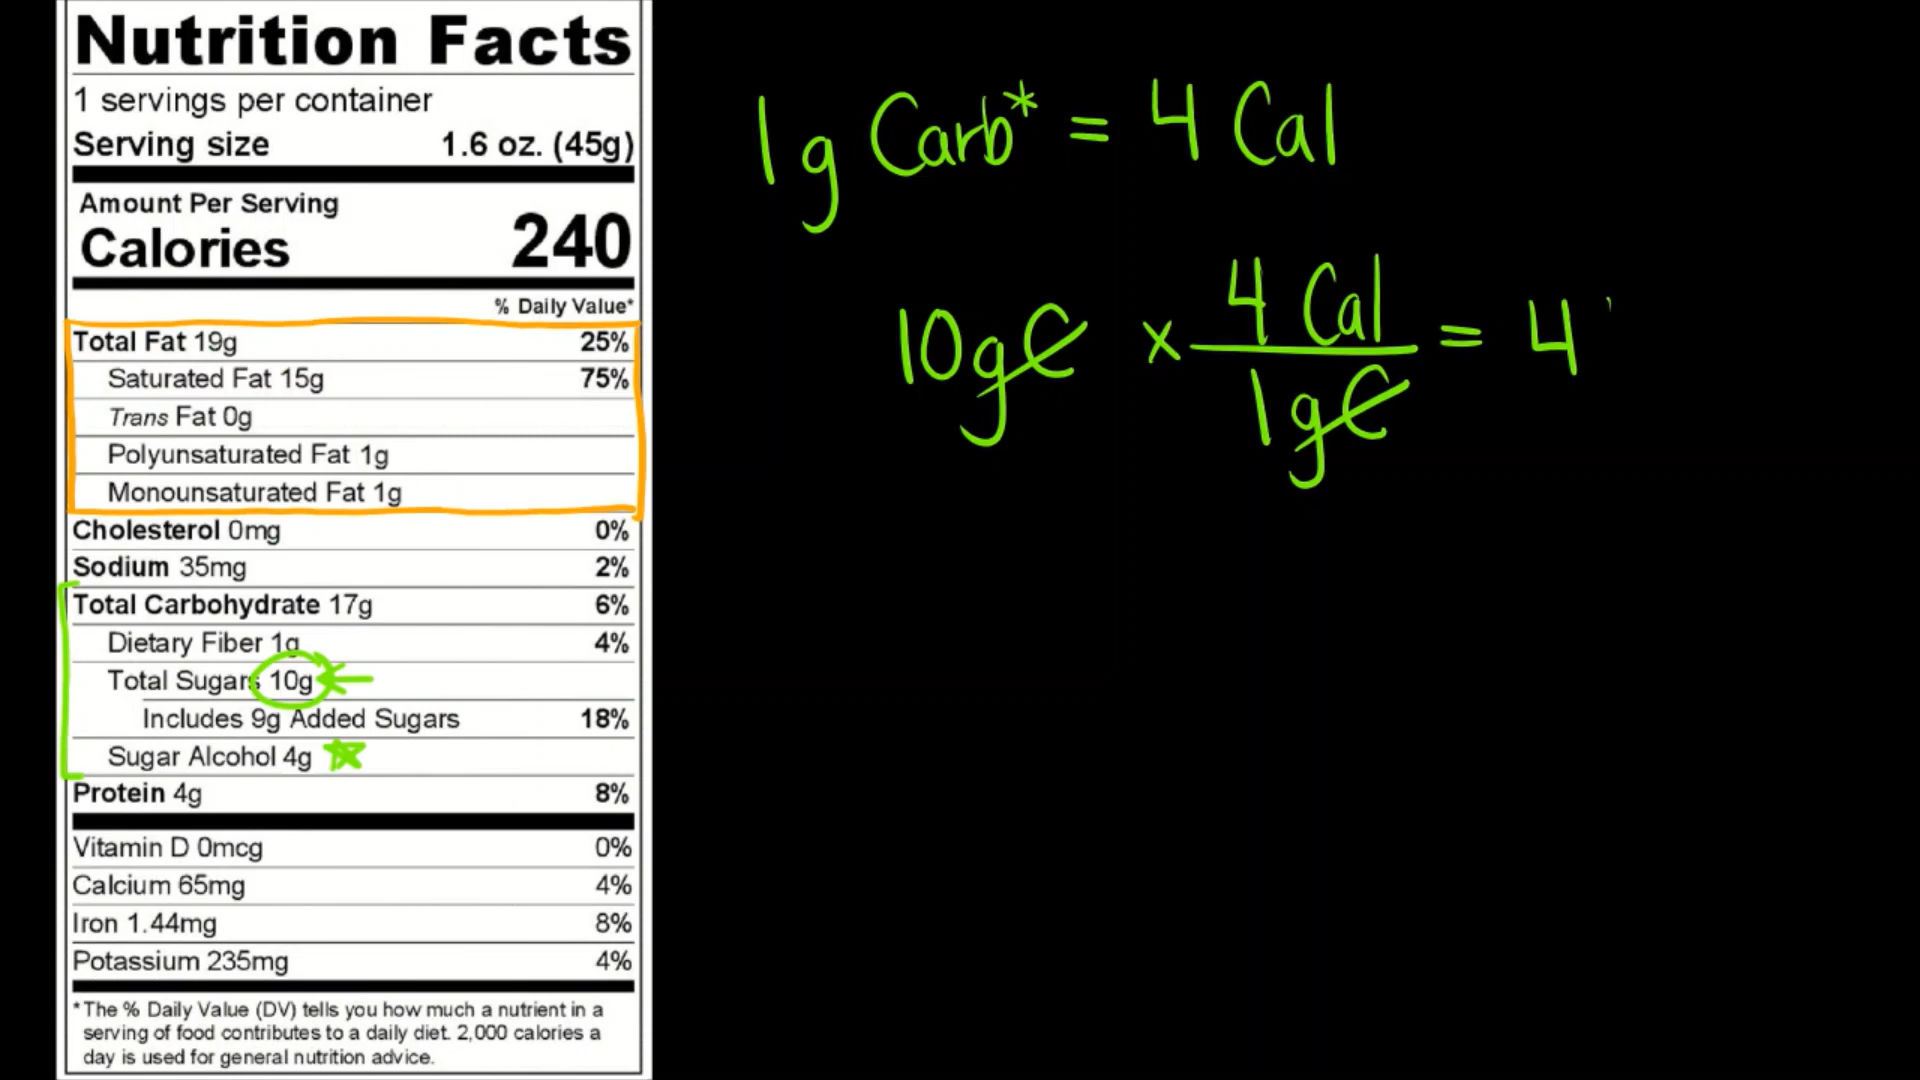 Nutrition Facts
1 servings per container
Serving size 1.6 oz. (45g)
Amount Per Serving
Calories 240
% Daily Value*
Total Fat 19g 25%
Saturated Fat 15g 75%
Trans Fat 0g
Polyunsaturated Fat 1g
Monounsaturated Fat 1g
Cholesterol 0mg 0%
Sodium 35mg 2%
Total Carbohydrate 17g 6%
Dietary Fiber 1g 4%
Total Sugars 10g
Includes 9g Added Sugars 18%
Sugar Alcohol 4g
Protein 4g 8%
Vitamin D 0mcg 0%
Calcium 65mg 4%
Iron 1.44mg 8%
Potassium 235mg 4%
*The % Daily Value (DV) tells you how much a nutrient in a
serving of food contributes to a daily diet. 2,000 calories a
day is used for general nutrition advice.
1g Carb* = 4 Cal
10gC × 4 Cal / 1gC = 4